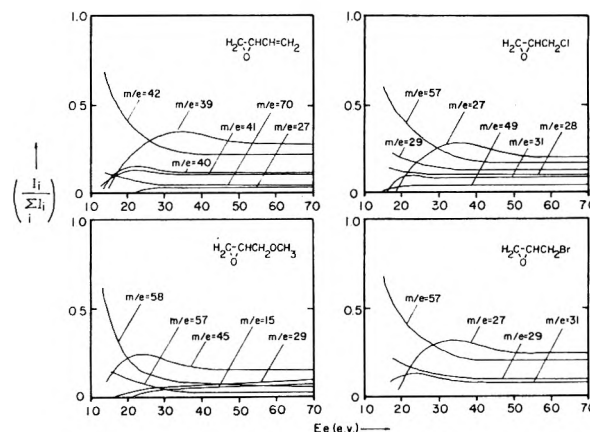 1.0
H₂C-CHCH=CH₂
O
m/e=42
m/e=39
m/e=70
m/e=41
m/e=27
m/e=40
0.5
0
10 20 30 40 50 60 70
1.0
H₂C-CHCH₂Cl
O
m/e=57
m/e=27
m/e=49
m/e=28
m/e=29
m/e=31
0.5
0
10 20 30 40 50 60 70
(Iᵢ / ΣIᵢ i)
1.0
H₂C-CHCH₂OCH₃
O
m/e=58
m/e=57
m/e=15
m/e=45
m/e=29
0.5
0
10 20 30 40 50 60 70
1.0
H₂C-CHCH₂Br
O
m/e=57
m/e=27
m/e=31
m/e=29
0.5
0
10 20 30 40 50 60 70
Ee (e.v.)